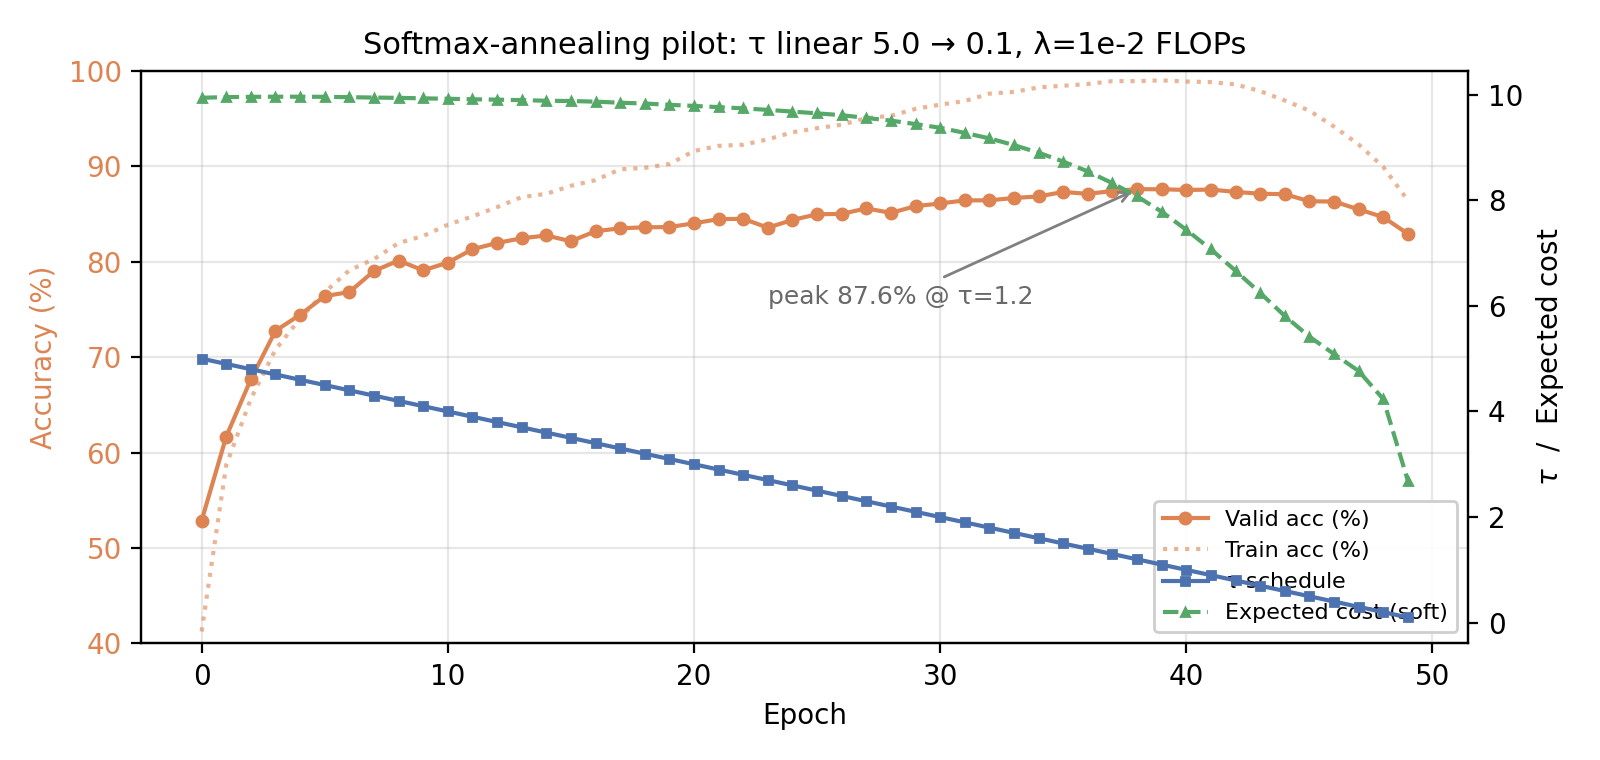 Softmax-annealing pilot: τ linear 5.0 → 0.1, λ=1e-2 FLOPs
100
90
80
70
60
50
40
Accuracy (%)
10
8
6
4
2
0
τ / Expected cost
peak 87.6% @ τ=1.2
Valid acc (%)
Train acc (%)
τ schedule
Expected cost (soft)
0
10
20
30
40
50
Epoch